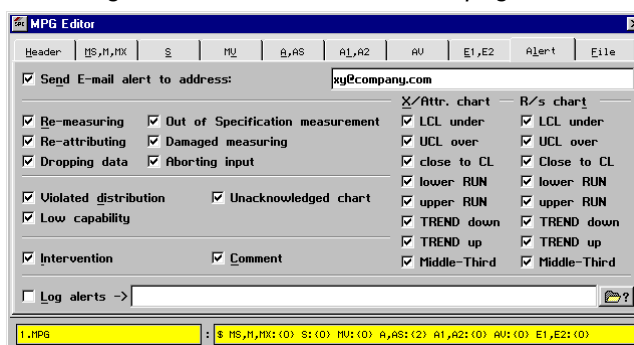 SPC MPG Editor
Header MS,M,MX S MU A,AS A1,A2 AU E1,E2 Alert File
Send E-mail alert to address: xy@company.com
X/Attr. chart R/s chart
Re-measuring Out of Specification measurement LCL under LCL under
Re-attributing Damaged measuring UCL over UCL over
Dropping data Aborting input close to CL Close to CL
lower RUN lower RUN
Violated distribution Unacknowledged chart upper RUN upper RUN
Low capability TREND down TREND down
TREND up TREND up
Intervention Comment Middle-Third Middle-Third
Log alerts -> ?
1.MPG : $ MS,M,MX:(0) S:(0) MU:(0) A,AS:(2) A1,A2:(0) AU:(0) E1,E2:(0)